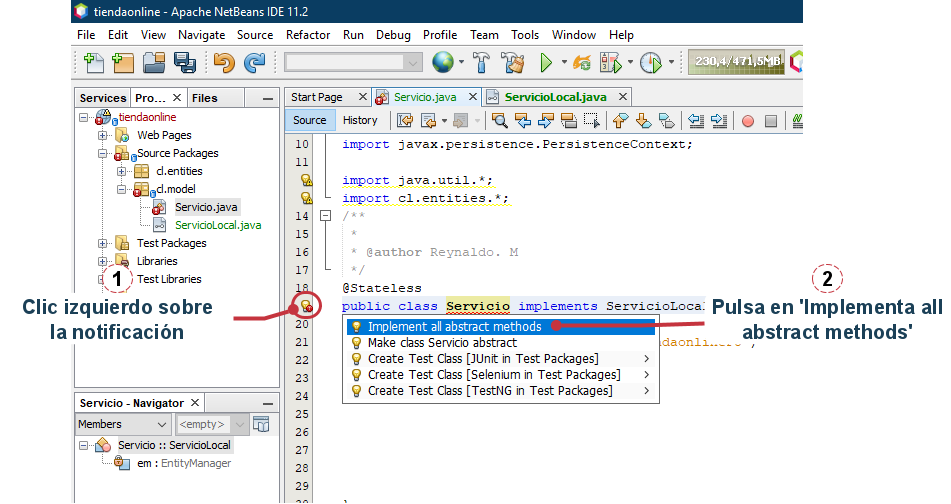 tiendaonline - Apache NetBeans IDE 11.2
File Edit View Navigate Source Refactor Run Debug Profile Team Tools Window Help
230,4/471,5MB
Services Pro... Files
tiendaonline
Web Pages
Source Packages
cl.entities
cl.model
Servicio.java
ServicioLocal.java
Test Packages
Libraries
Test Libraries
Start Page Servicio.java ServicioLocal.java
Source History
10 import javax.persistence.PersistenceContext;
11
import java.util.*;
import cl.entities.*;
14 /**
15 *
16 * @author Reynaldo. M
17 */
18 @Stateless
public class Servicio implements ServicioLocal
20
21
22
23
24
25
26
27
28
29
1
Clic izquierdo sobre
la notificación
2
Pulsa en 'Implementa all
abstract methods'
Implement all abstract methods
Make class Servicio abstract
Create Test Class [JUnit in Test Packages]
Create Test Class [Selenium in Test Packages]
Create Test Class [TestNG in Test Packages]
Servicio - Navigator
Members <empty>
Servicio :: ServicioLocal
em : EntityManager